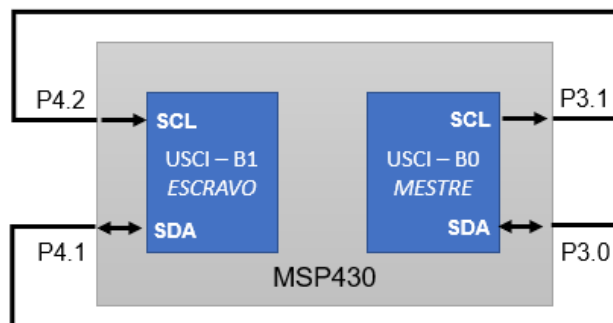 P4.2
SCL
SCL
P3.1
USCI – B1
ESCRAVO
USCI – B0
MESTRE
P4.1
SDA
SDA
P3.0
MSP430